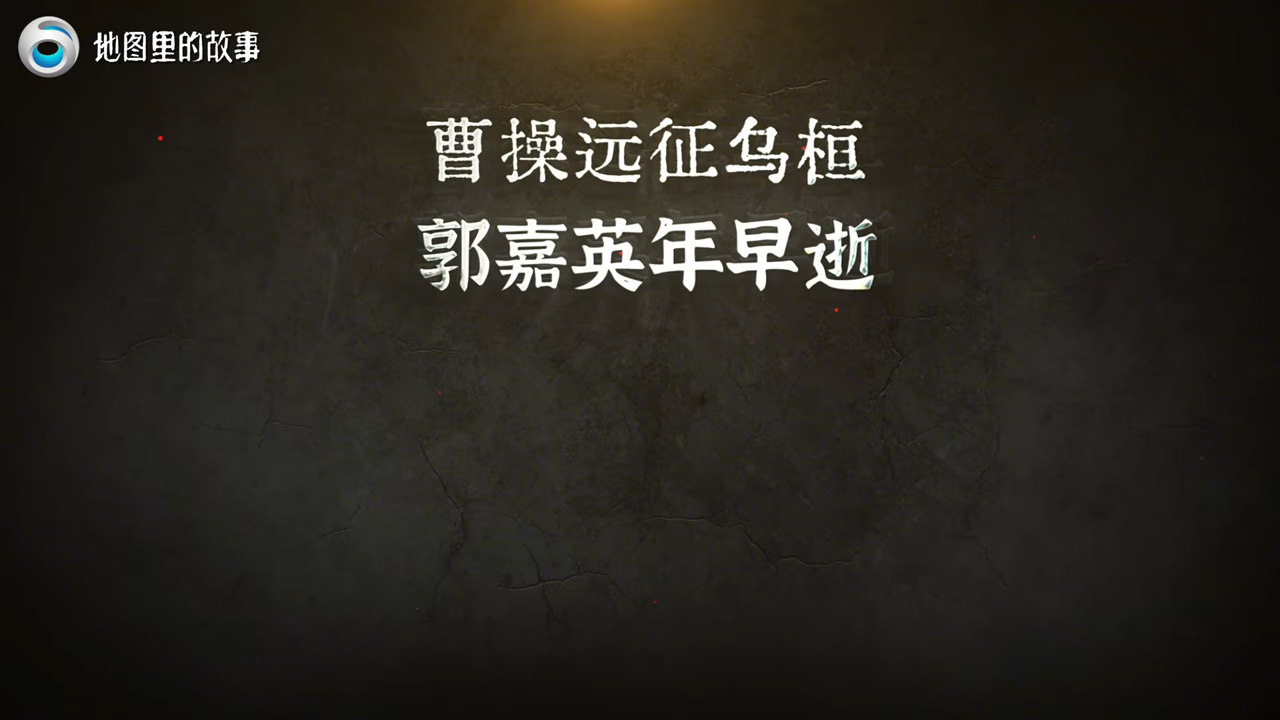 地图里的故事
曹操远征乌桓
郭嘉英年早逝